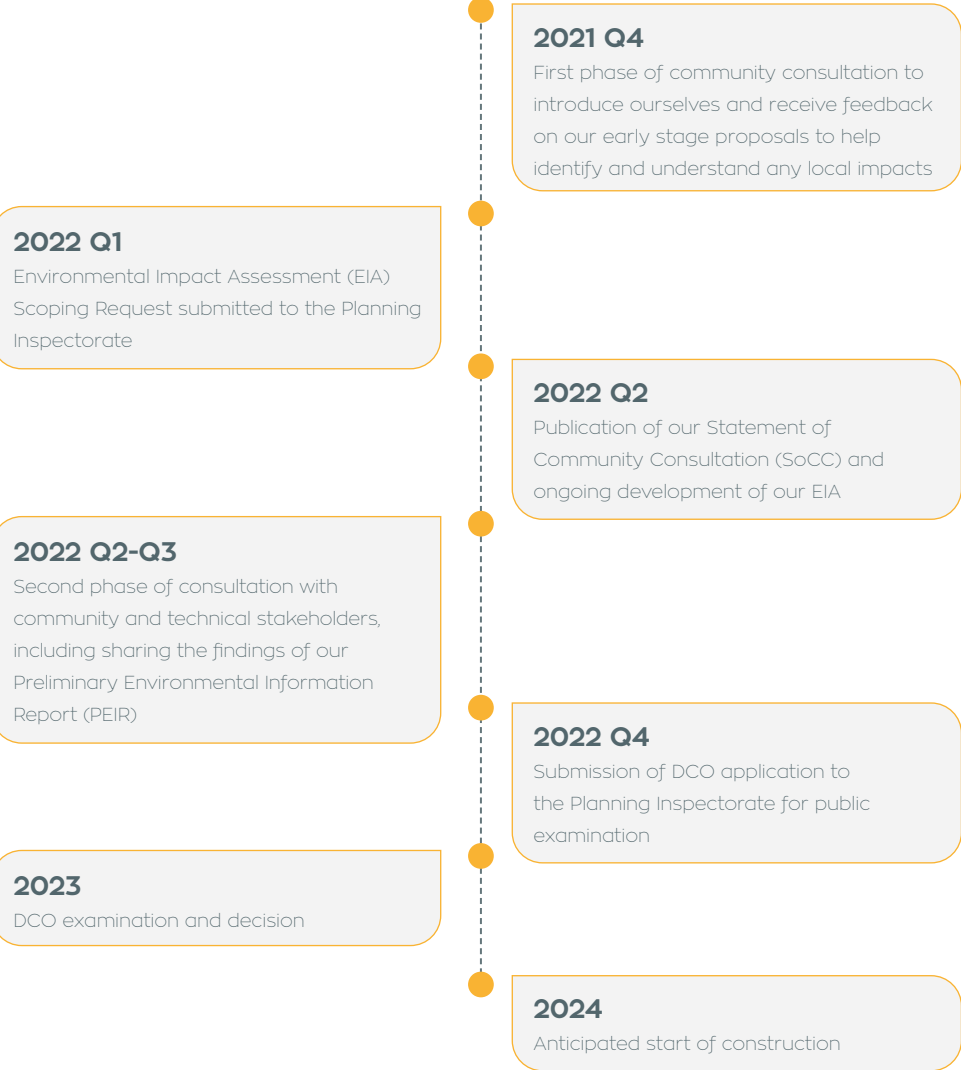 2021 Q4
First phase of community consultation to
introduce ourselves and receive feedback
on our early stage proposals to help
identify and understand any local impacts
2022 Q1
Environmental Impact Assessment (EIA)
Scoping Request submitted to the Planning
Inspectorate
2022 Q2
Publication of our Statement of
Community Consultation (SoCC) and
ongoing development of our EIA
2022 Q2-Q3
Second phase of consultation with
community and technical stakeholders,
including sharing the findings of our
Preliminary Environmental Information
Report (PEIR)
2022 Q4
Submission of DCO application to
the Planning Inspectorate for public
examination
2023
DCO examination and decision
2024
Anticipated start of construction